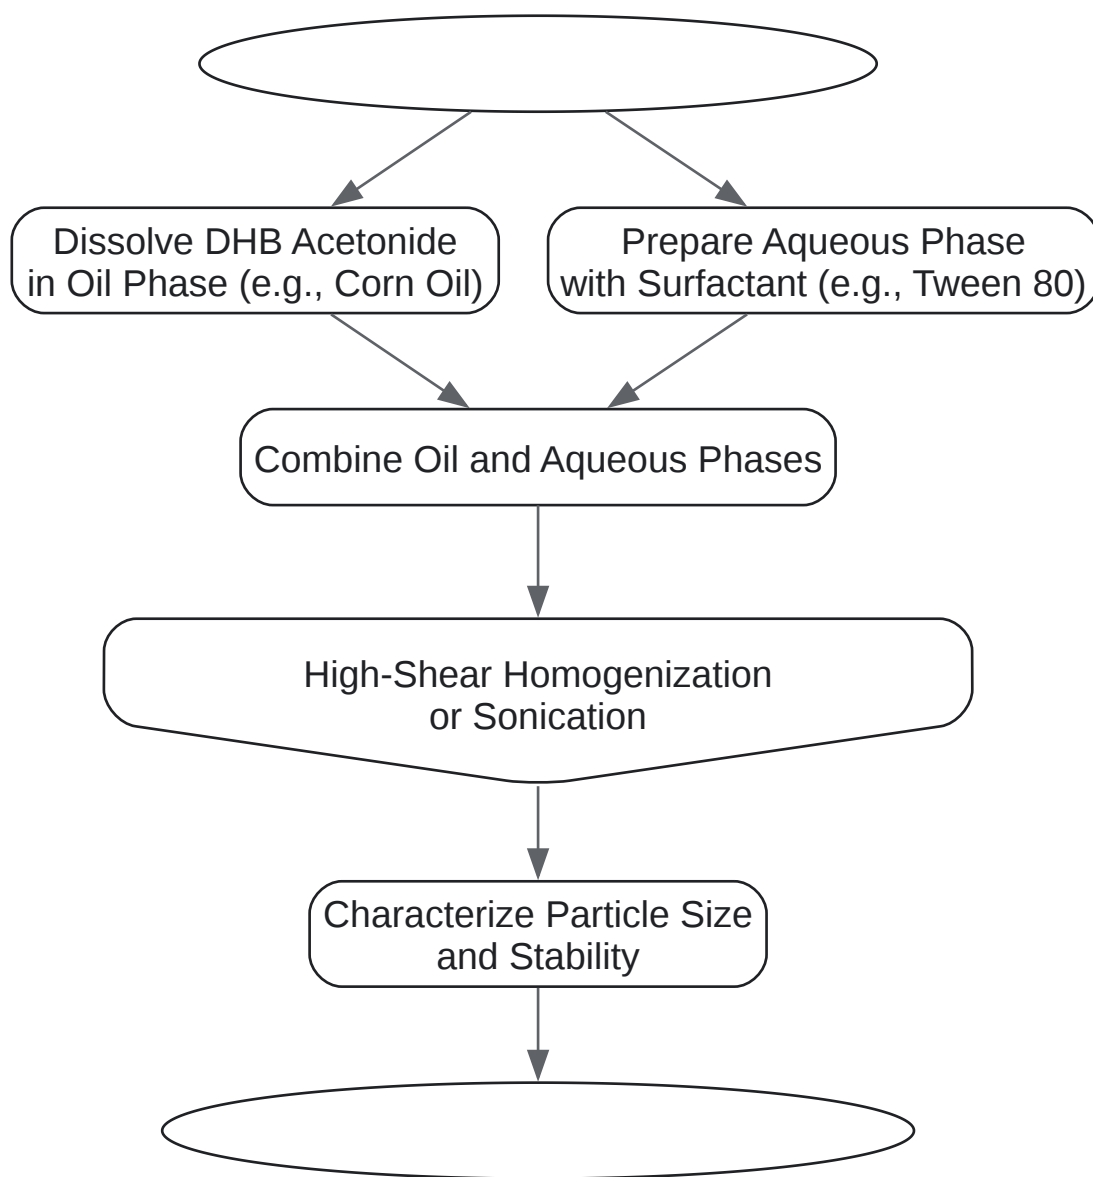 Dissolve DHB Acetonide
in Oil Phase (e.g., Corn Oil)
Prepare Aqueous Phase
with Surfactant (e.g., Tween 80)
Combine Oil and Aqueous Phases
High-Shear Homogenization
or Sonication
Characterize Particle Size
and Stability